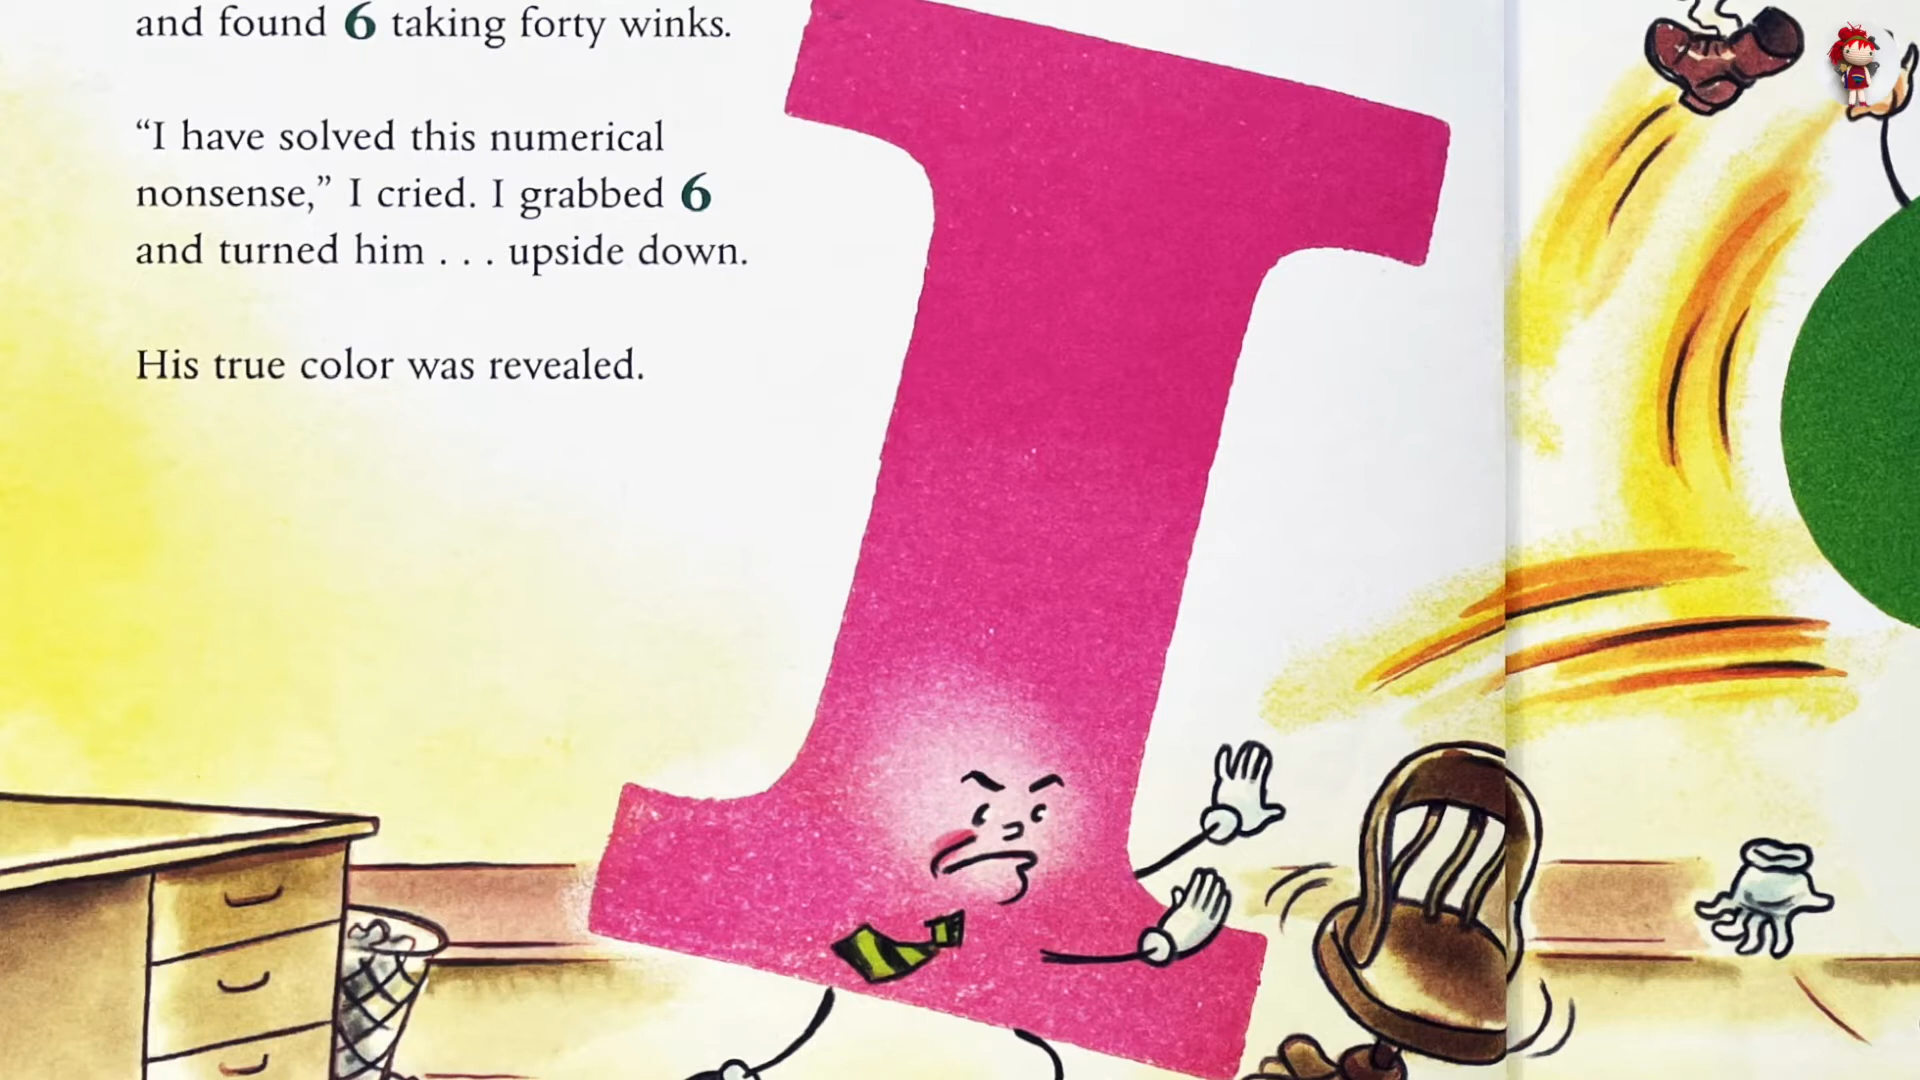 and found 6 taking forty winks.
“I have solved this numerical
nonsense,” I cried. I grabbed 6
and turned him . . . upside down.
His true color was revealed.